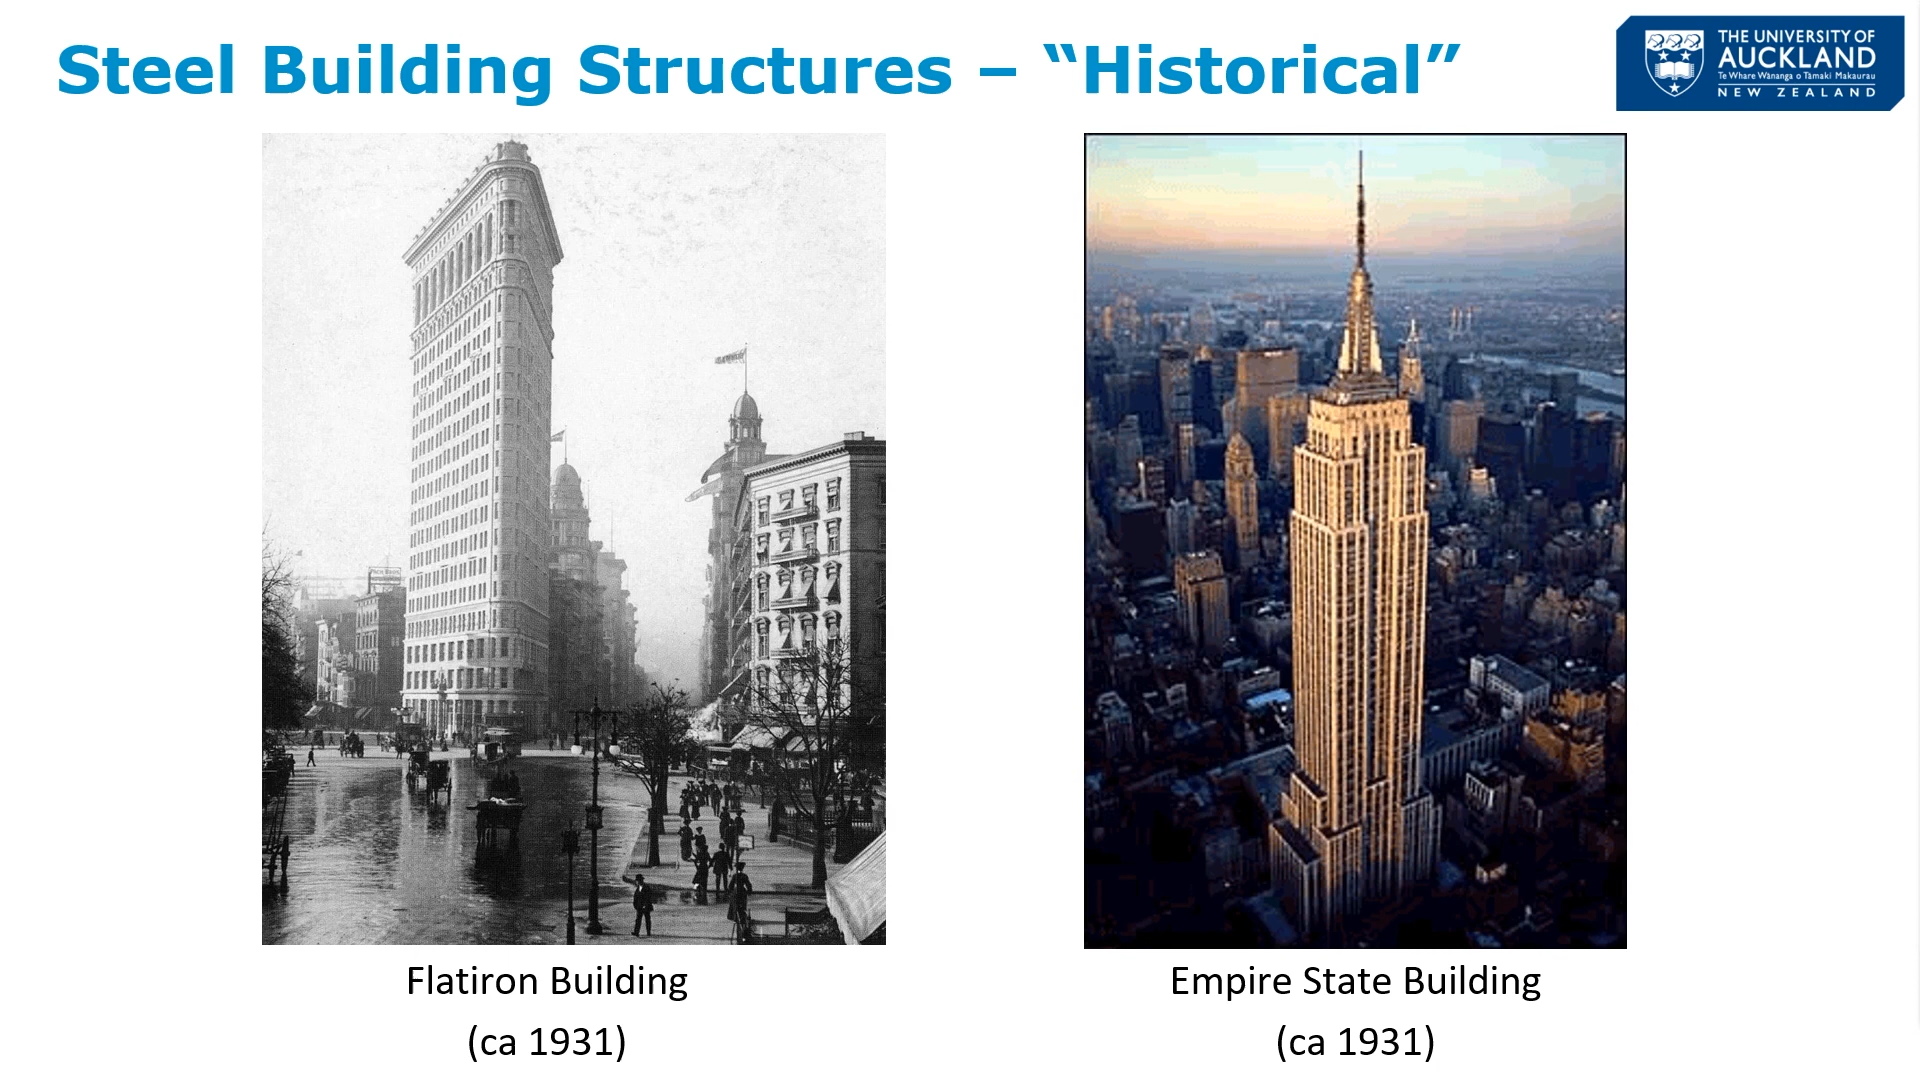 Steel Building Structures – “Historical”
THE UNIVERSITY OF
AUCKLAND
Te Whare Wānanga o Tāmaki Makaurau
NEW ZEALAND
Flatiron Building
(ca 1931)
Empire State Building
(ca 1931)